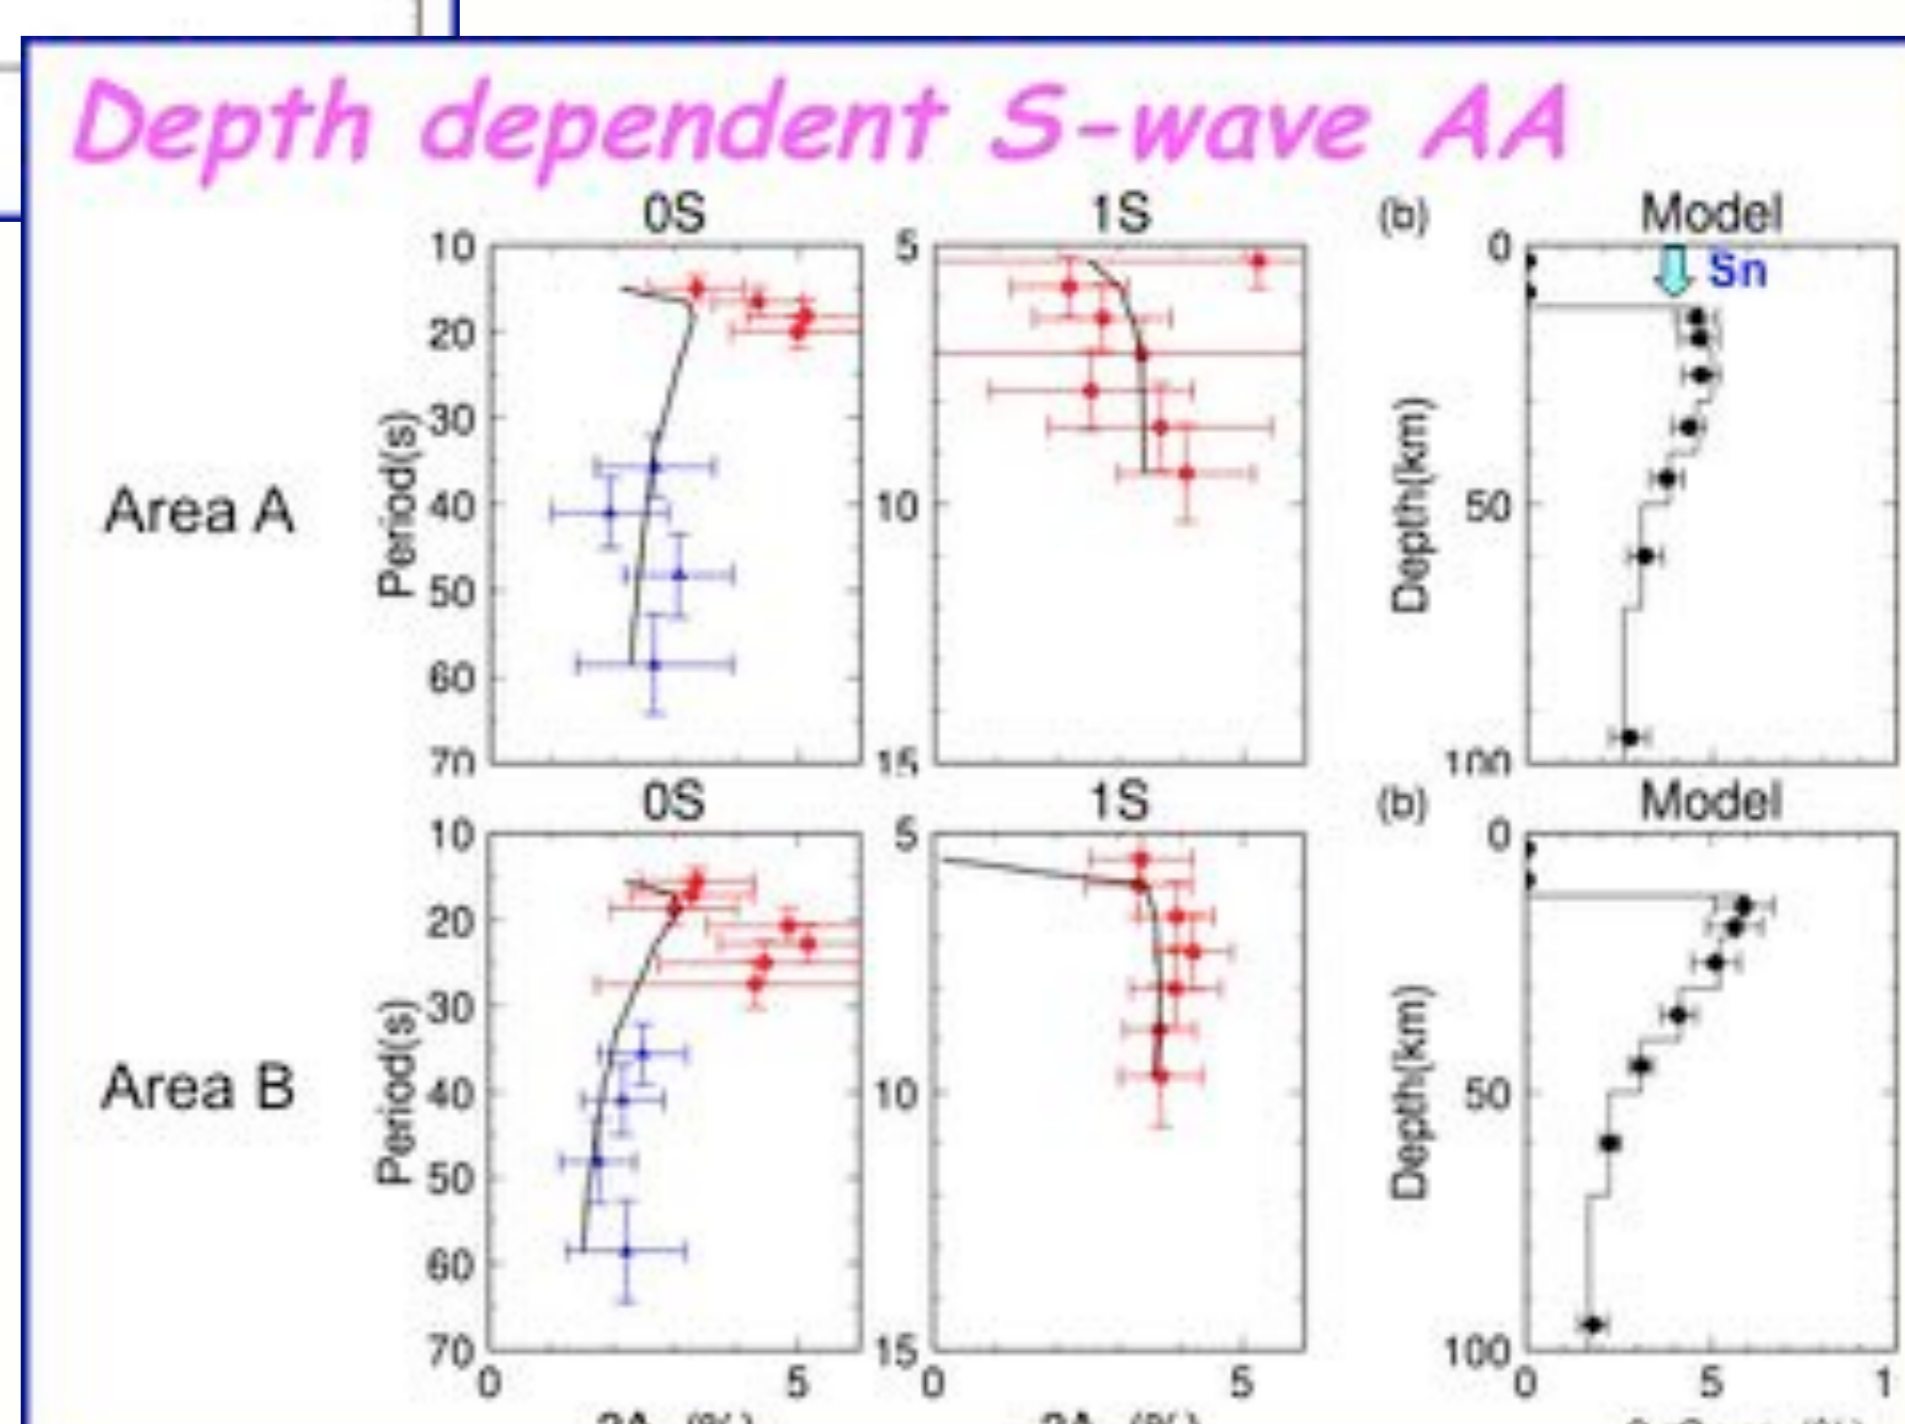 Depth dependent S-wave AA
0S 1S (b) Model
10 5 0
Sn
20
30
Area A Period(s) Depth(km)
40 10 50
50
60
70 15 100
0S 1S (b) Model
10 5 0
20
30
Area B Period(s) Depth(km)
40 10 50
50
60
70 15 100
0 5 0 5 0 5 1